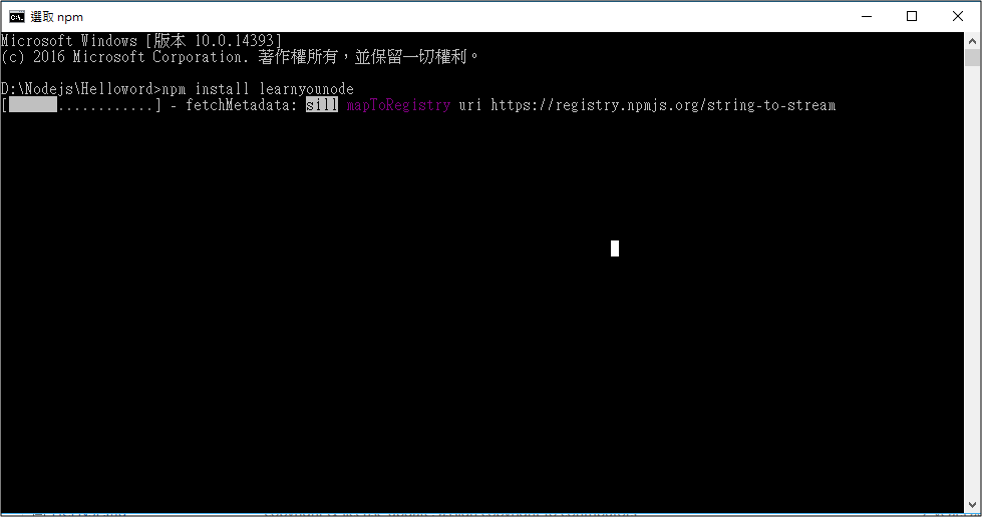 選取 npm
Microsoft Windows [版本 10.0.14393]
(c) 2016 Microsoft Corporation. 著作權所有，並保留一切權利。
D:\Nodejs\Helloword>npm install learnyounode
[ ............] - fetchMetadata: sill mapToRegistry uri https://registry.npmjs.org/string-to-stream